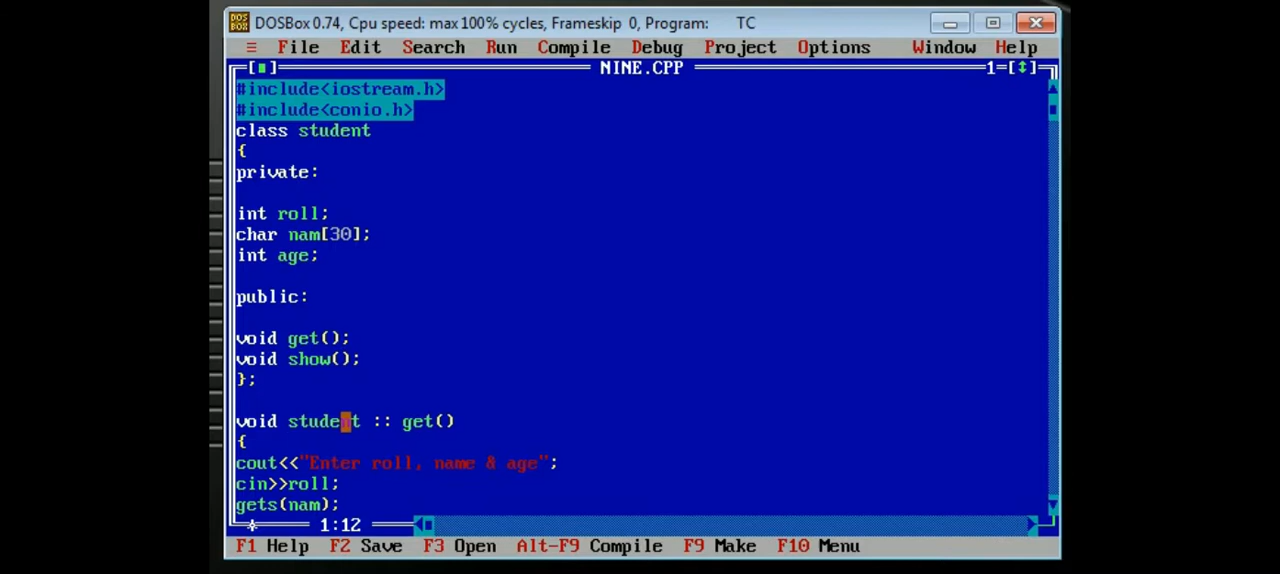 DOSBox 0.74, Cpu speed: max 100% cycles, Frameskip 0, Program: TC
≡ File Edit Search Run Compile Debug Project Options Window Help
[■] NINE.CPP 1=[↕]
#include<iostream.h>
#include<conio.h>
class student
{
private:
int roll;
char nam[30];
int age;
public:
void get();
void show();
};
void student :: get()
{
cout<<"Enter roll, name & age";
cin>>roll;
gets(nam);
1:12
F1 Help F2 Save F3 Open Alt-F9 Compile F9 Make F10 Menu